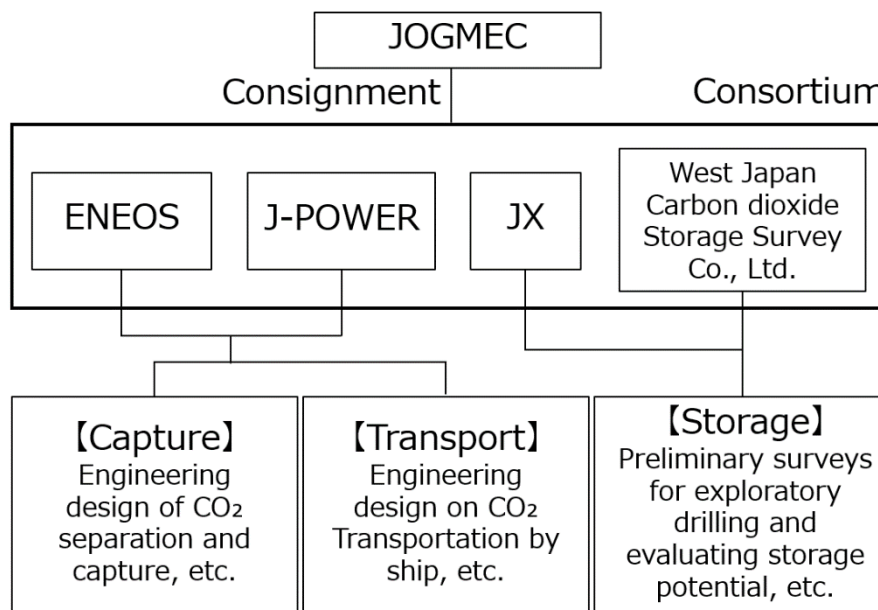 JOGMEC
Consignment
Consortium
ENEOS
J-POWER
JX
West Japan
Carbon dioxide
Storage Survey
Co., Ltd.
【Capture】
Engineering
design of CO₂
separation and
capture, etc.
【Transport】
Engineering
design on CO₂
Transportation by
ship, etc.
【Storage】
Preliminary surveys
for exploratory
drilling and
evaluating storage
potential, etc.